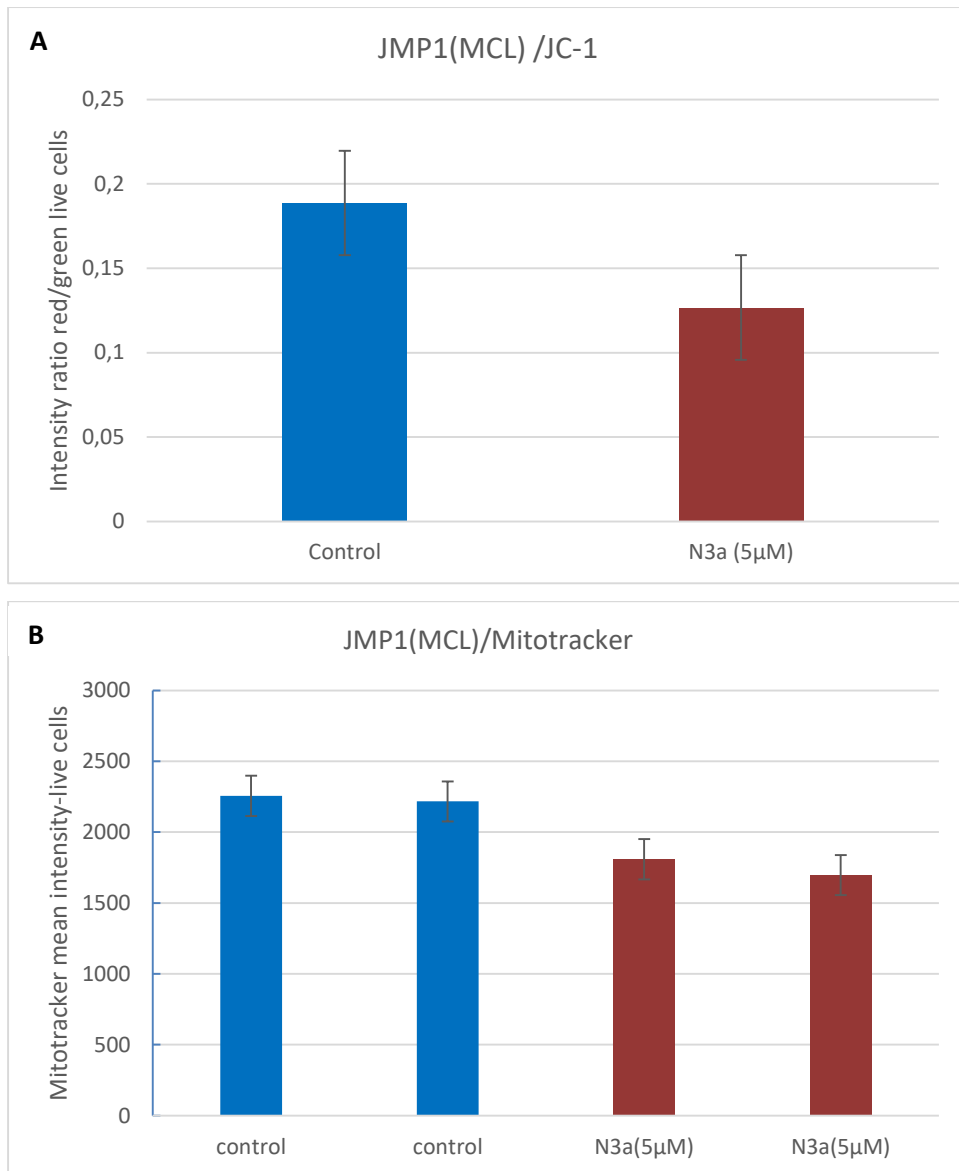 A
JMP1(MCL) /JC-1
Intensity ratio red/green live cells
0,25
0,2
0,15
0,1
0,05
0
Control
N3a (5µM)
B
JMP1(MCL)/Mitotracker
Mitotracker mean intensity-live cells
3000
2500
2000
1500
1000
500
0
control
control
N3a(5µM)
N3a(5µM)